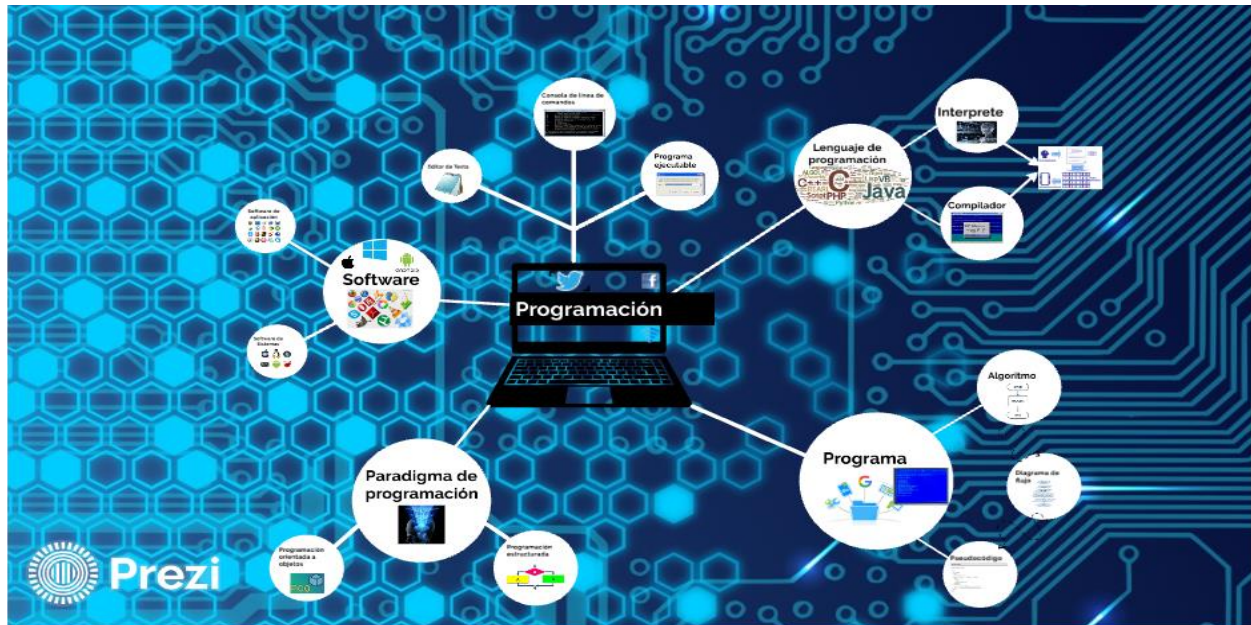 Consola de linea de
comandos
Editor de Texto
Programa
ejecutable
Lenguaje de
programación
C++
C
PHP
VB
Java
Interprete
Compilador
Software de
aplicación
Software
Software de
Sistemas
Programación
Paradigma de
programación
Programación
orientada a
objetos
Programación
estructurada
Programa
Algoritmo
Diagrama de
flujo
Pseudocódigo
Prezi